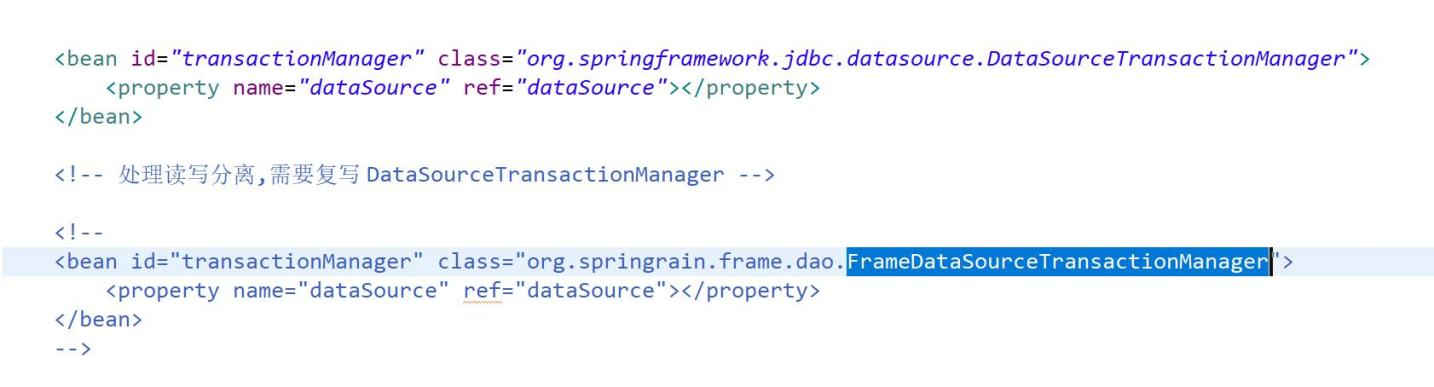 <bean id="transactionManager" class="org.springframework.jdbc.datasource.DataSourceTransactionManager">
    <property name="dataSource" ref="dataSource"></property>
</bean>
<!-- 处理读写分离,需要复写 DataSourceTransactionManager -->
<!--
<bean id="transactionManager" class="org.springrain.frame.dao.FrameDataSourceTransactionManager">
    <property name="dataSource" ref="dataSource"></property>
</bean>
-->